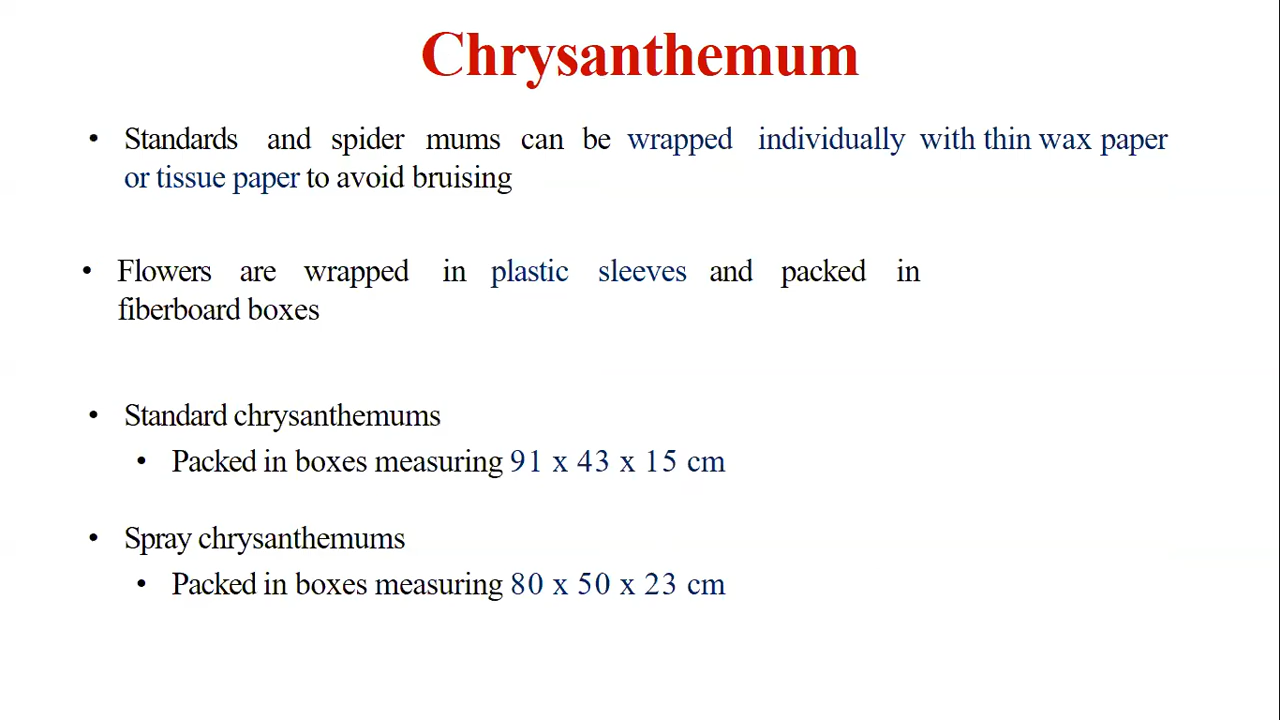 Chrysanthemum
• Standards and spider mums can be wrapped individually with thin wax paper
or tissue paper to avoid bruising
• Flowers are wrapped in plastic sleeves and packed in
fiberboard boxes
• Standard chrysanthemums
• Packed in boxes measuring 91 x 43 x 15 cm
• Spray chrysanthemums
• Packed in boxes measuring 80 x 50 x 23 cm